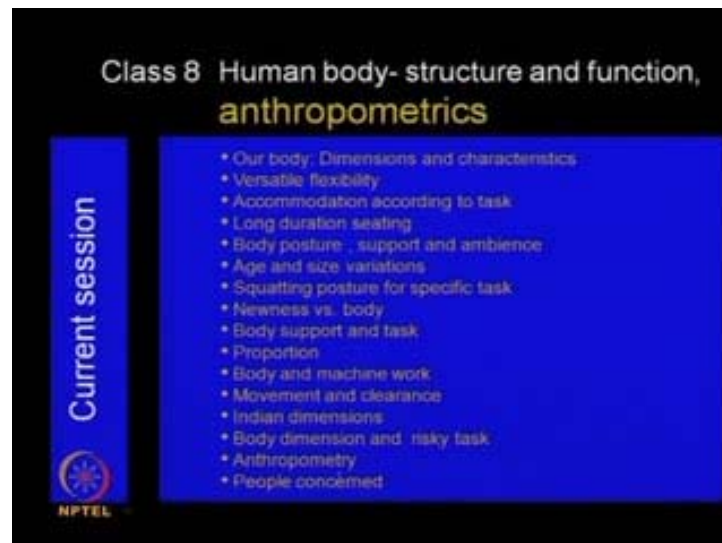 Class 8 Human body- structure and function,
anthropometrics
Current session
• Our body: Dimensions and characteristics
• Versatile flexibility
• Accommodation according to task
• Long duration seating
• Body posture , support and ambience
• Age and size variations
• Squatting posture for specific task
• Newness vs. body
• Body support and task
• Proportion
• Body and machine work
• Movement and clearance
• Indian dimensions
• Body dimension and risky task
• Anthropometry
• People concerned
NPTEL